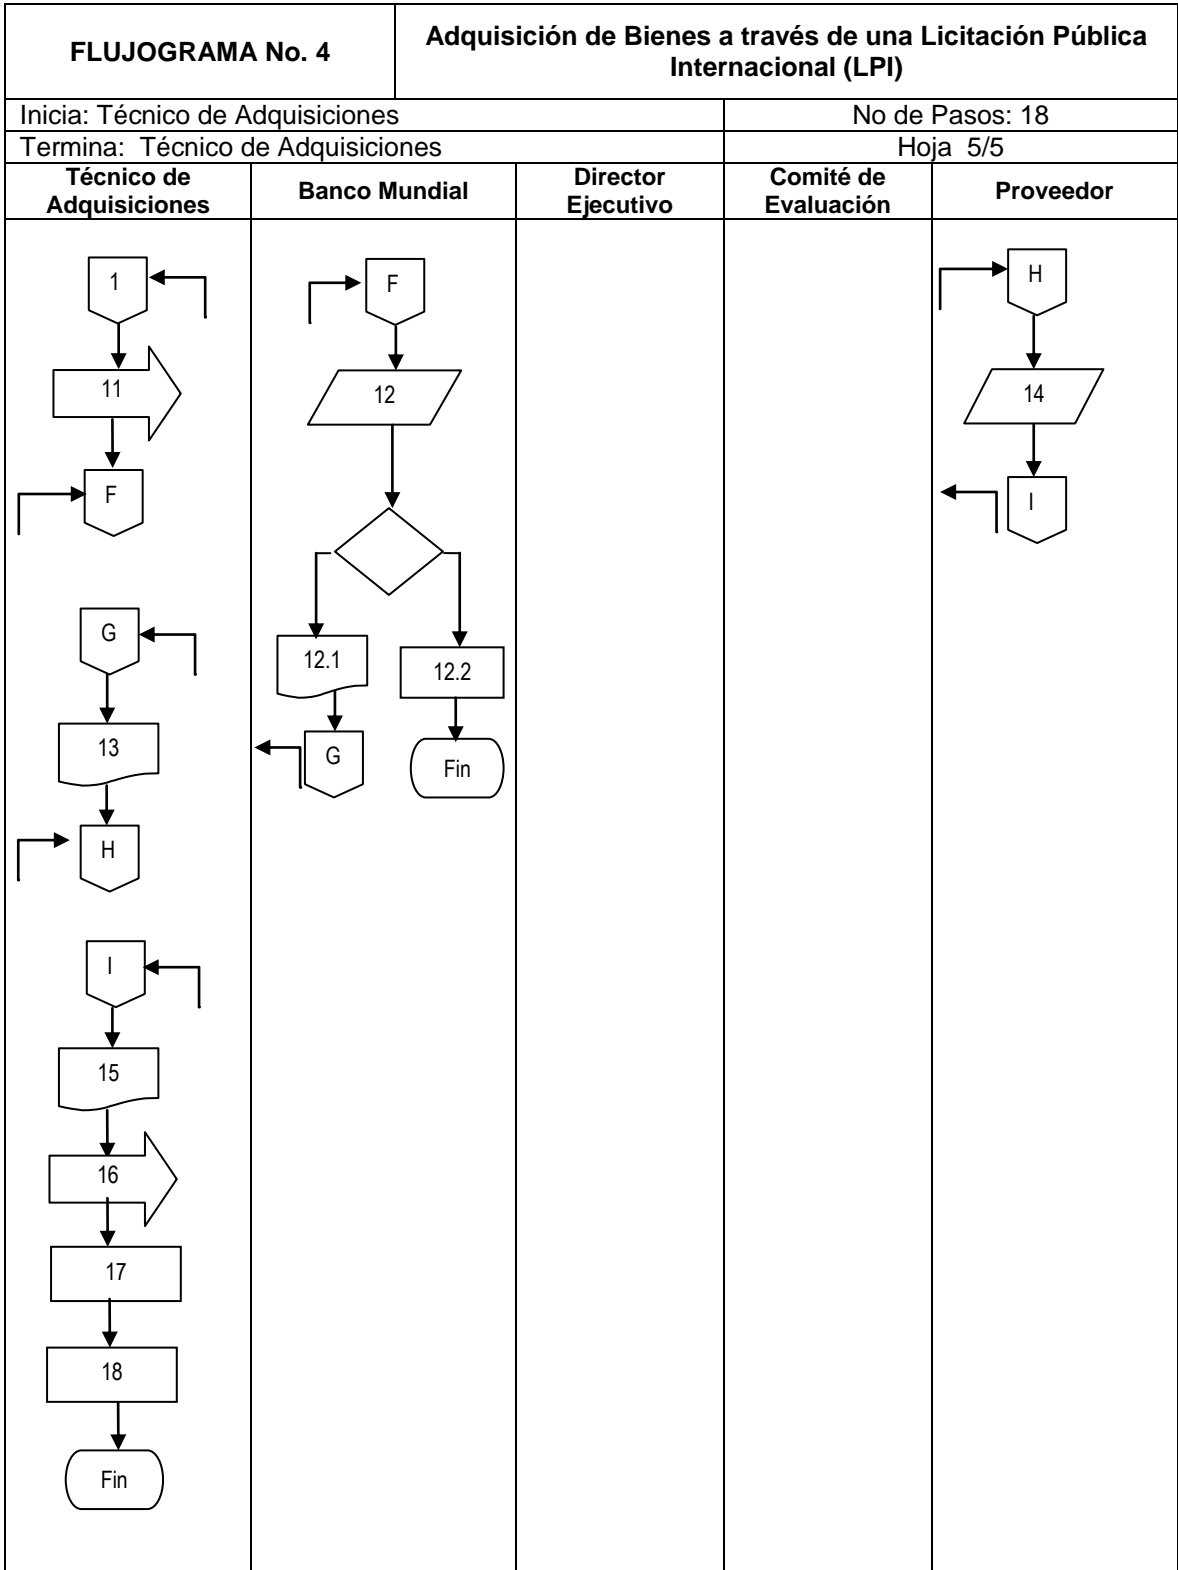 FLUJOGRAMA No. 4
Adquisición de Bienes a través de una Licitación Pública
Internacional (LPI)
Inicia: Técnico de Adquisiciones
No de Pasos: 18
Termina: Técnico de Adquisiciones
Hoja 5/5
Técnico de
Adquisiciones
Banco Mundial
Director
Ejecutivo
Comité de
Evaluación
Proveedor
1
11
F
G
13
H
I
15
16
17
18
Fin
F
12
12.1
12.2
G
Fin
H
14
I